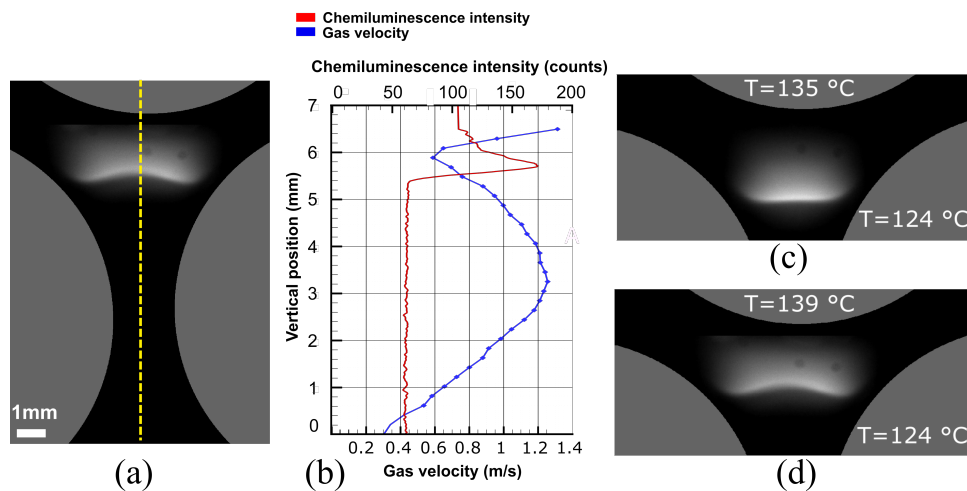 Chemiluminescence intensity
Gas velocity
Chemiluminescence intensity (counts)
0 50 100 150 200
7
6
5
4
3
2
1
0
Vertical position (mm)
0.2 0.4 0.6 0.8 1 1.2 1.4
Gas velocity (m/s)
1mm
T=135 °C
T=124 °C
T=139 °C
T=124 °C
(a)
(b)
(c)
(d)